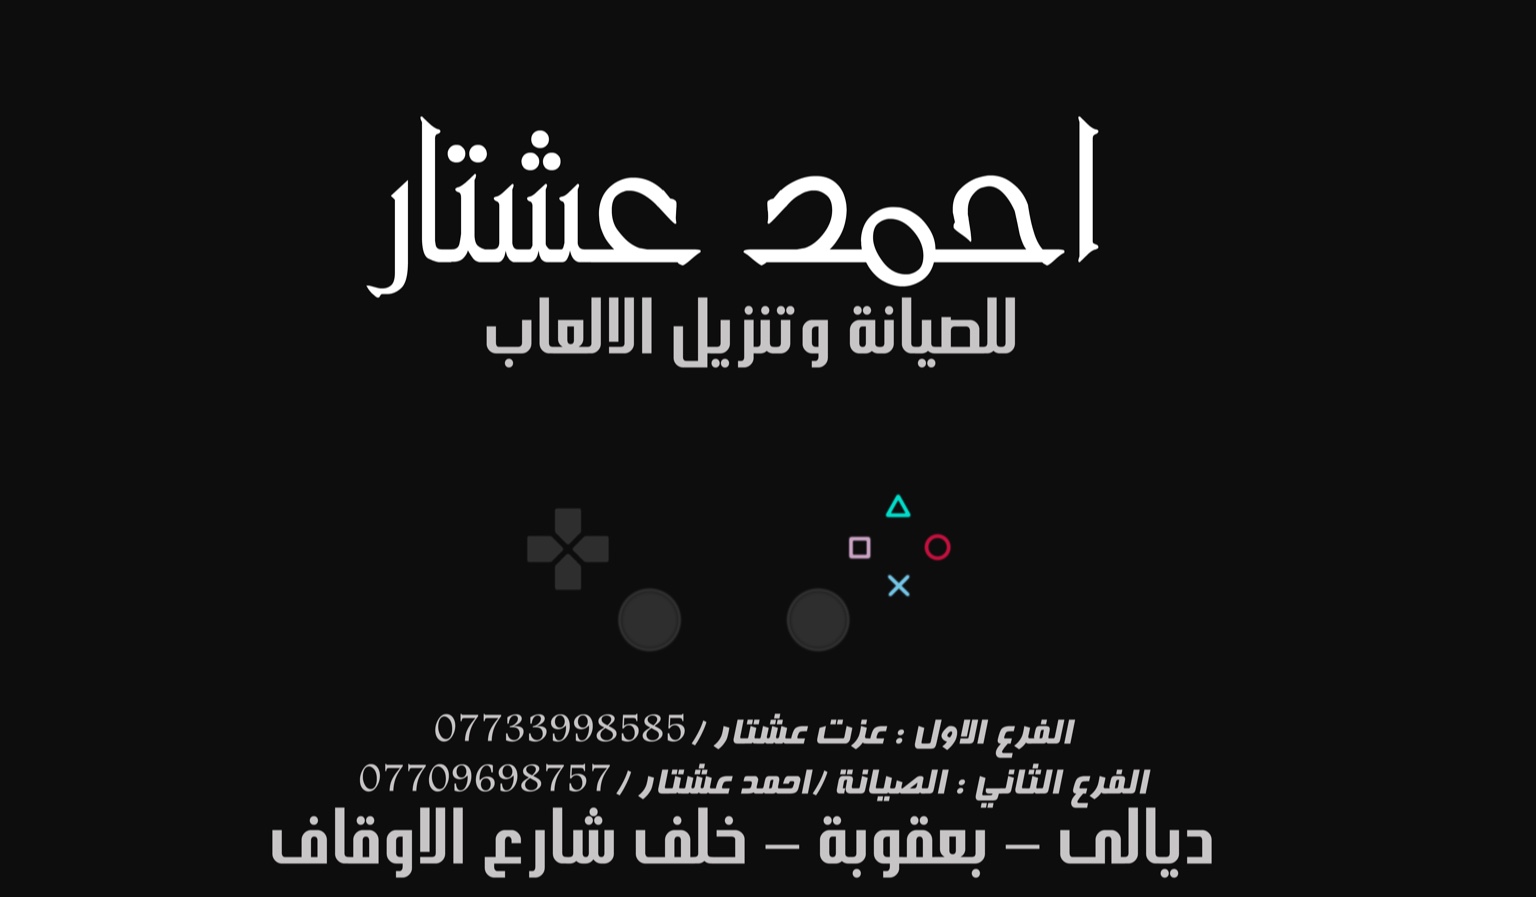 احمد عشتار
للصيانة وتنزيل الالعاب
الفرع الاول : عزت عشتار / 07733998585
الفرع الثاني : الصيانة /احمد عشتار / 07709698757
ديالى – بعقوبة – خلف شارع الاوقاف